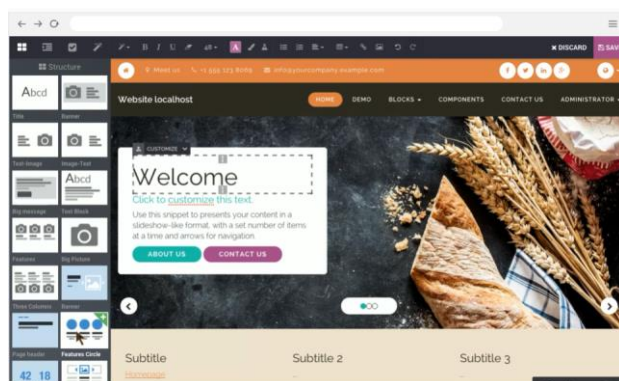 B I U
A
✖ DISCARD
SAV
Structure
Meet us +1 555 123 8069 info@yourcompany.example.com
Abcd
Title Banner
Website localhost HOME DEMO BLOCKS COMPONENTS CONTACT US ADMINISTRATOR
Text-Image Image-Text
Abcd
Big message Text Block
Features Big Picture
Three Columns Banner
Page header Features Circle
42 18
CUSTOMIZE
Welcome
Click to customize this text.
Use this snippet to presents your content in a
slideshow-like format, with a set number of items
at a time and arrows for navigation.
ABOUT US CONTACT US
Subtitle Subtitle 2 Subtitle 3
Homepage